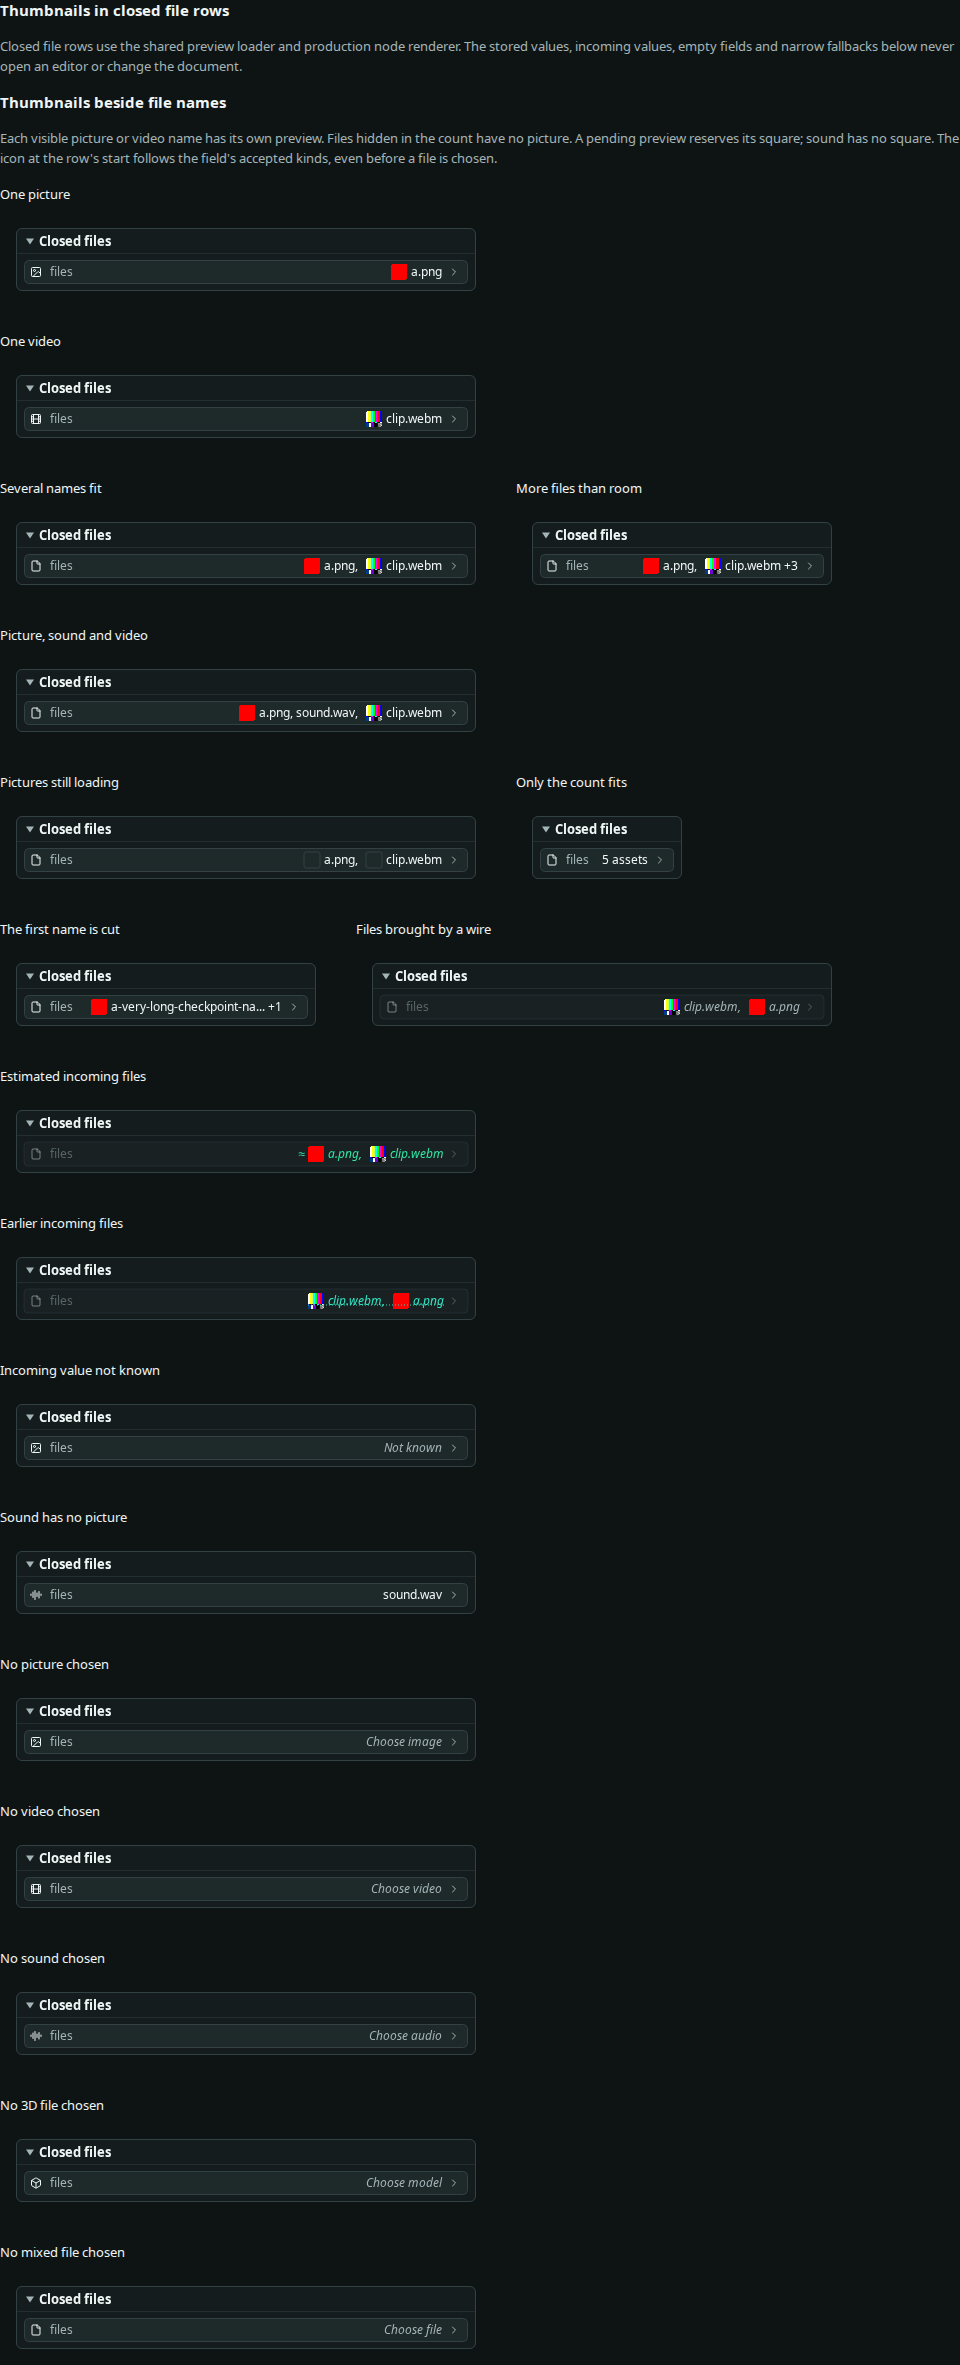 Thumbnails in closed file rows
Closed file rows use the shared preview loader and production node renderer. The stored values, incoming values, empty fields and narrow fallbacks below never
open an editor or change the document.
Thumbnails beside file names
Each visible picture or video name has its own preview. Files hidden in the count have no picture. A pending preview reserves its square; sound has no square. The
icon at the row's start follows the field's accepted kinds, even before a file is chosen.
One picture
Closed files
files a.png
One video
Closed files
files clip.webm
Several names fit
Closed files
files a.png, clip.webm
More files than room
Closed files
files a.png, clip.webm +3
Picture, sound and video
Closed files
files a.png, sound.wav, clip.webm
Pictures still loading
Closed files
files a.png, clip.webm
Only the count fits
Closed files
files 5 assets
The first name is cut
Closed files
files a-very-long-checkpoint-na... +1
Files brought by a wire
Closed files
files clip.webm, a.png
Estimated incoming files
Closed files
files ≈ a.png, clip.webm
Earlier incoming files
Closed files
files clip.webm, a.png
Incoming value not known
Closed files
files Not known
Sound has no picture
Closed files
files sound.wav
No picture chosen
Closed files
files Choose image
No video chosen
Closed files
files Choose video
No sound chosen
Closed files
files Choose audio
No 3D file chosen
Closed files
files Choose model
No mixed file chosen
Closed files
files Choose file